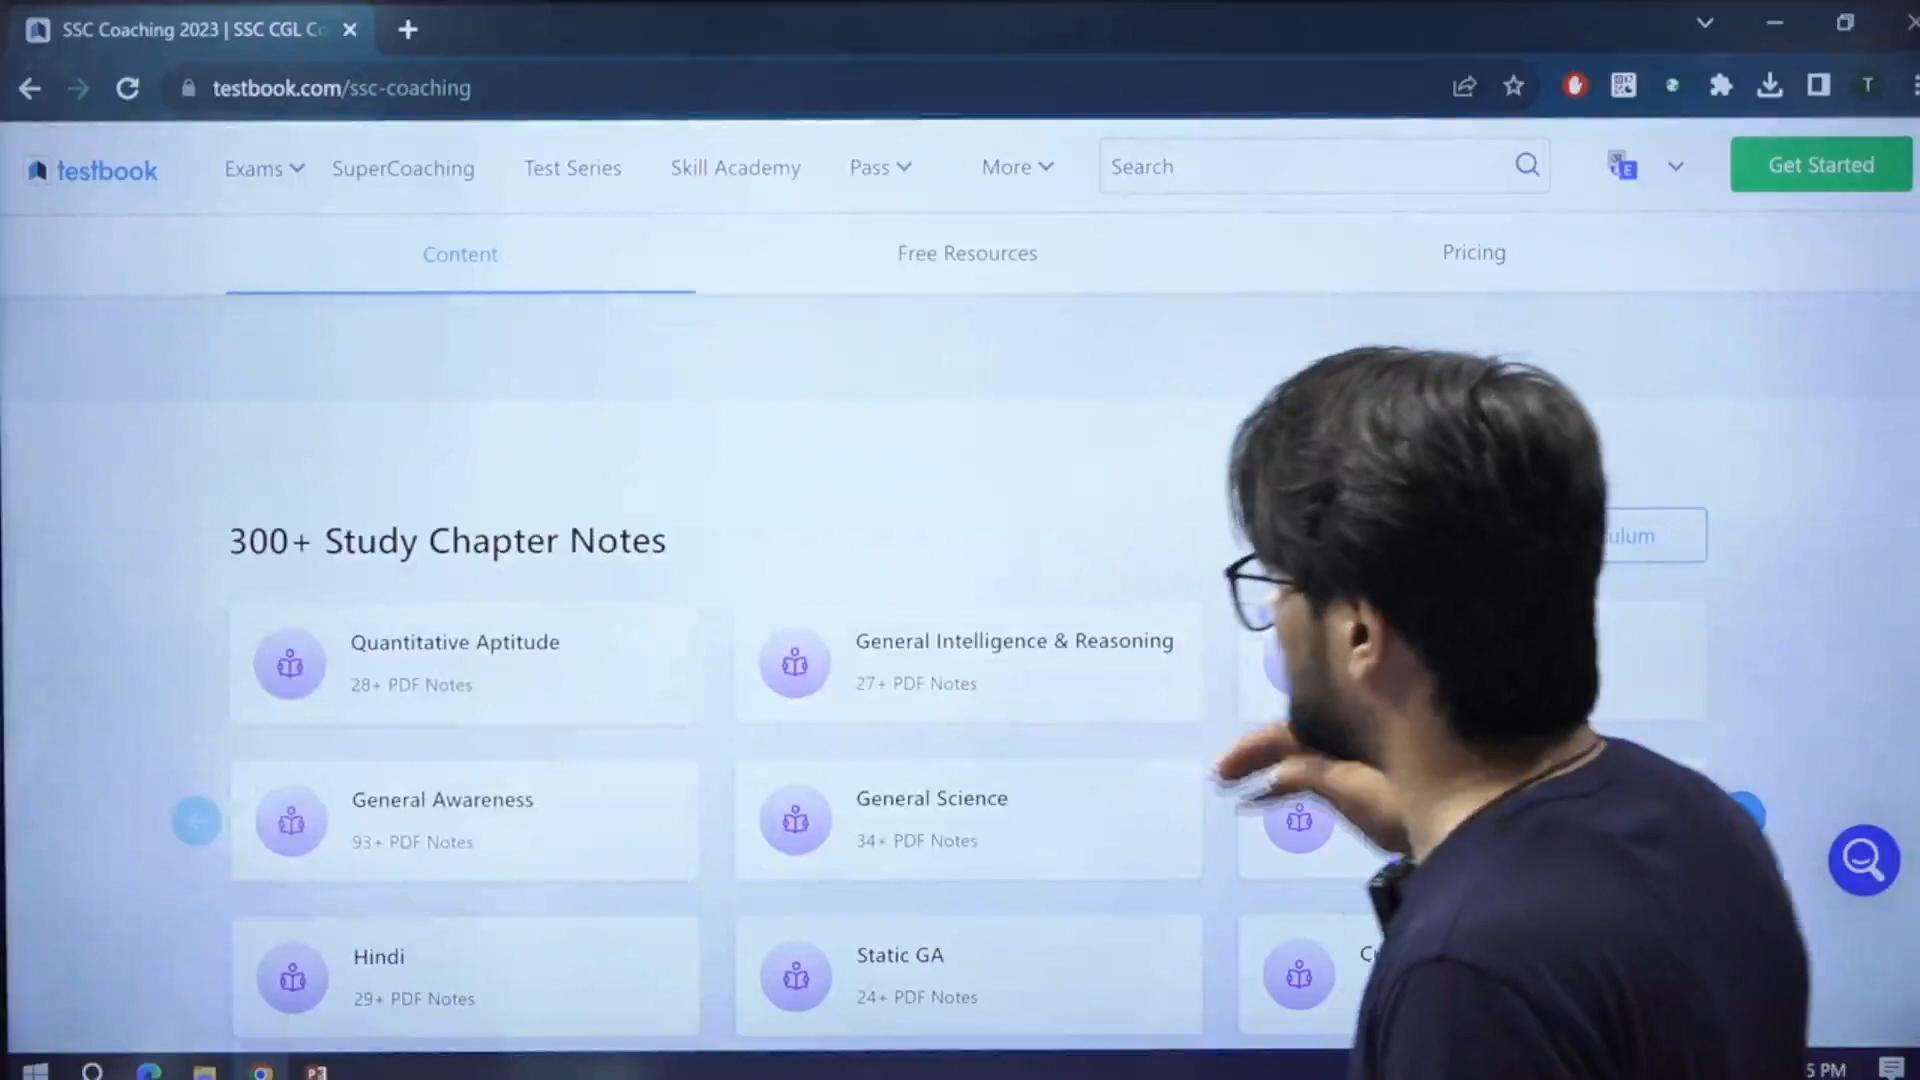 SSC Coaching 2023 | SSC CGL Co
testbook.com/ssc-coaching
T
testbook
Exams
SuperCoaching
Test Series
Skill Academy
Pass
More
Search
E
Get Started
Content
Free Resources
Pricing
300+ Study Chapter Notes
ulum
Quantitative Aptitude
28+ PDF Notes
General Intelligence & Reasoning
27+ PDF Notes
General Awareness
93+ PDF Notes
General Science
34+ PDF Notes
Hindi
29+ PDF Notes
Static GA
24+ PDF Notes
5 PM